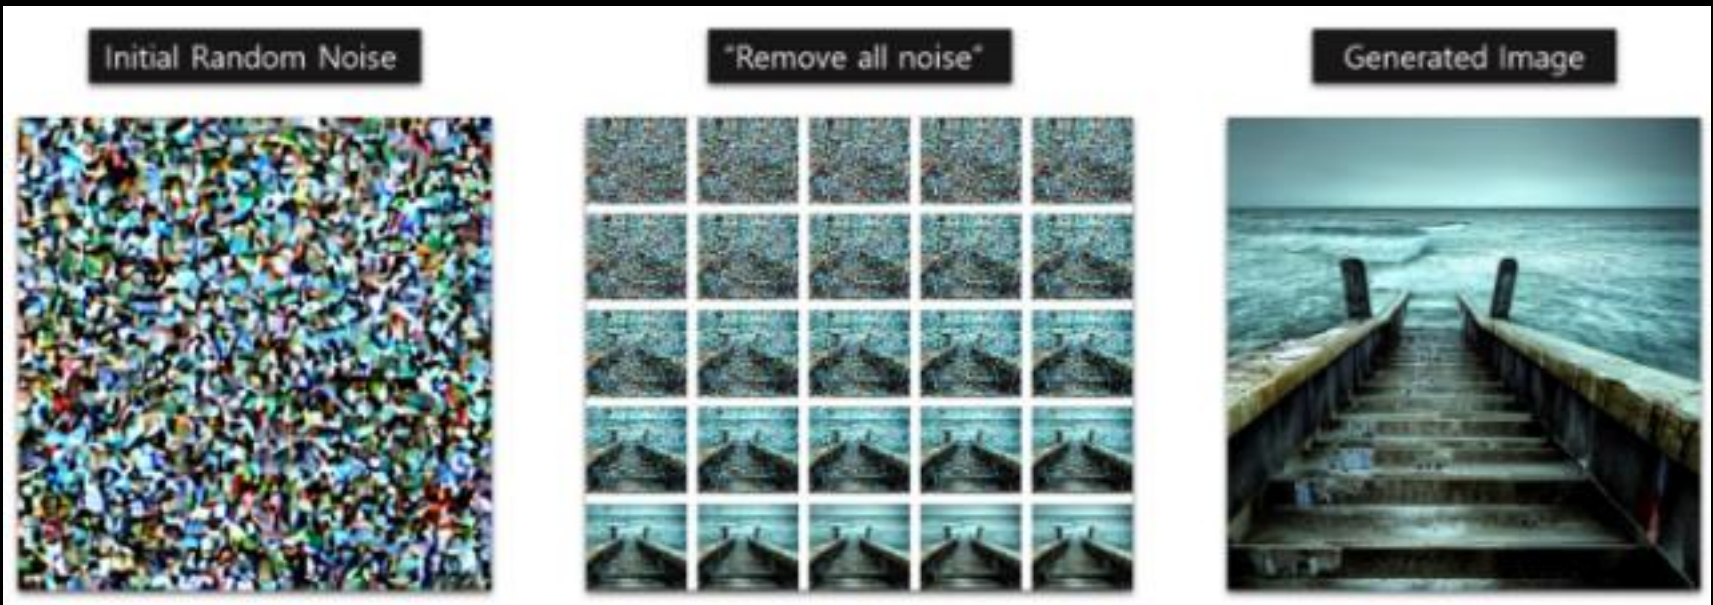 Initial Random Noise
“Remove all noise”
Generated Image